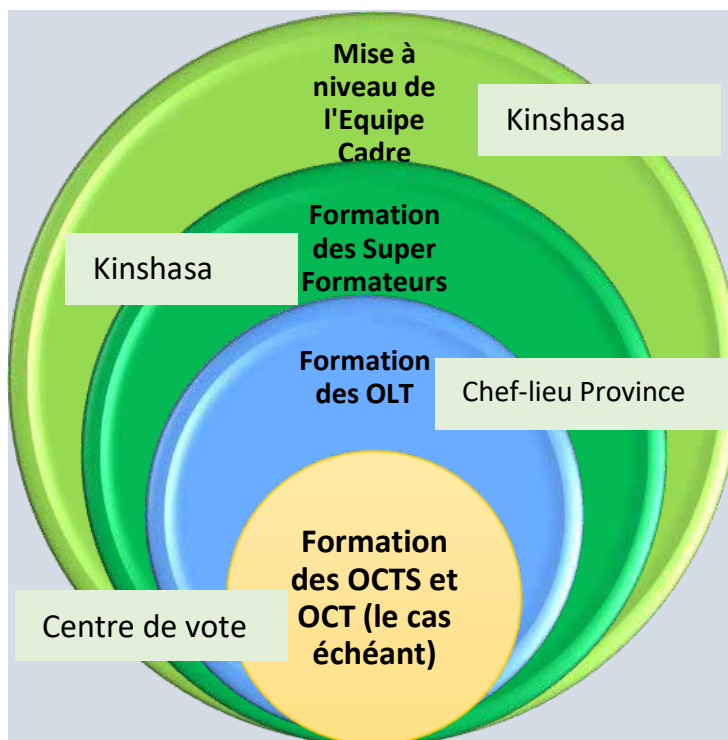 Mise à
niveau de
l'Equipe
Cadre
Kinshasa
Formation
des Super
Formateurs
Kinshasa
Formation
des OLT
Chef-lieu Province
Formation
des OCTS et
OCT (le cas
échéant)
Centre de vote